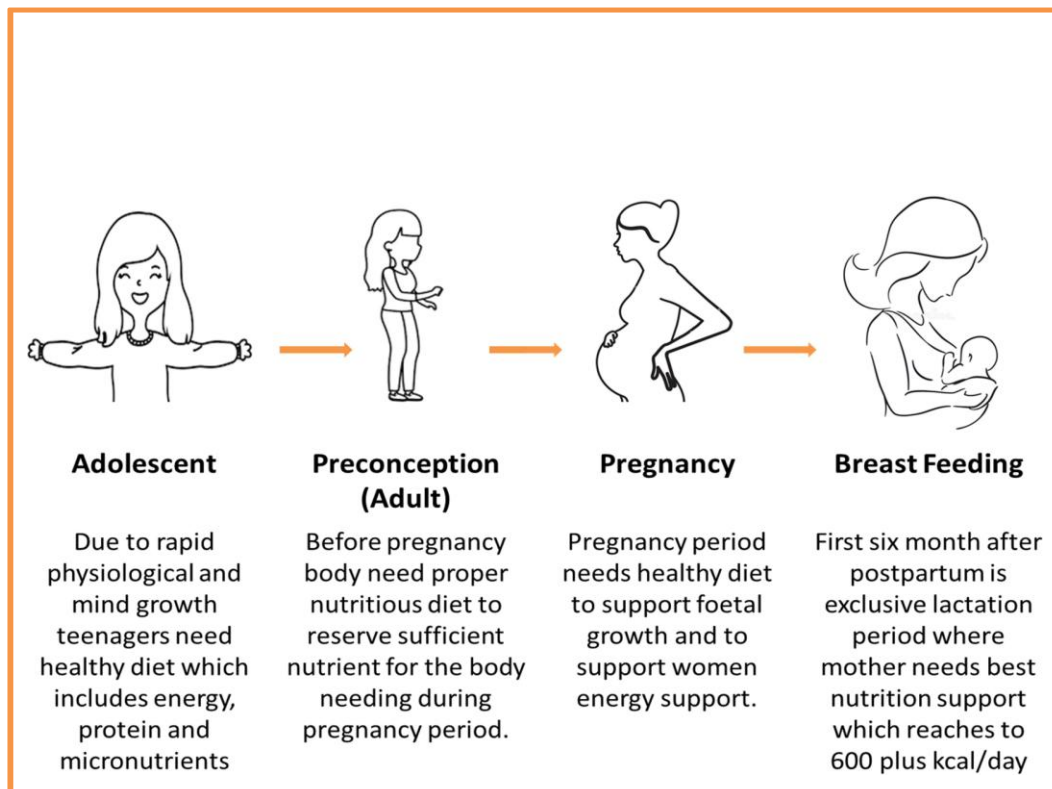 Adolescent
Due to rapid
physiological and
mind growth
teenagers need
healthy diet which
includes energy,
protein and
micronutrients
Preconception
(Adult)
Before pregnancy
body need proper
nutritious diet to
reserve sufficient
nutrient for the body
needing during
pregnancy period.
Pregnancy
Pregnancy period
needs healthy diet
to support foetal
growth and to
support women
energy support.
Breast Feeding
First six month after
postpartum is
exclusive lactation
period where
mother needs best
nutrition support
which reaches to
600 plus kcal/day